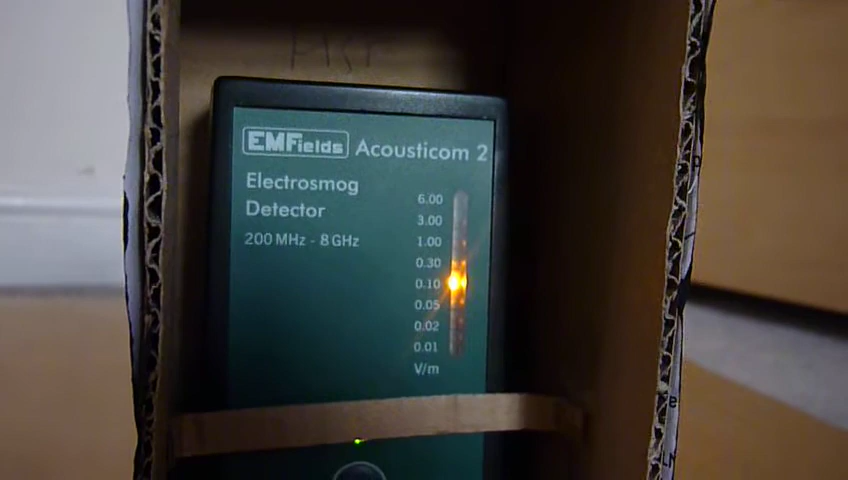 EMFields Acousticom 2
Electrosmog
Detector
200 MHz - 8 GHz
6.00
3.00
1.00
0.30
0.10
0.05
0.02
0.01
V/m